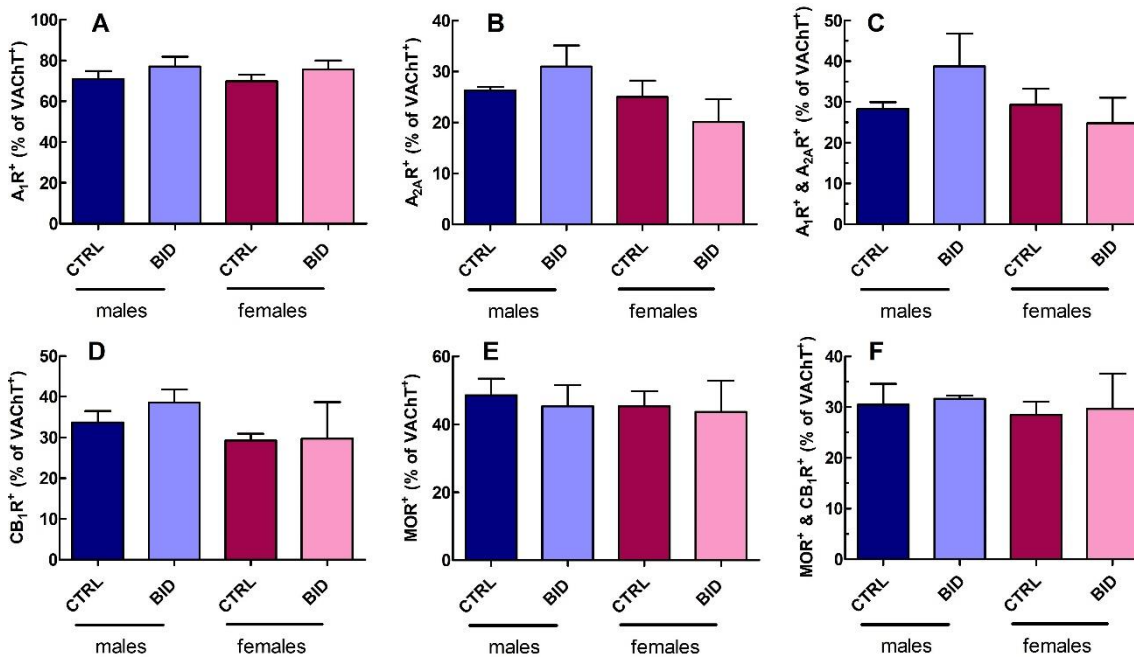 A
A₁R⁺ (% of VAChT⁺)
100
80
60
40
20
0
CTRL
BID
CTRL
BID
males
females
B
A₂ₐR⁺ (% of VAChT⁺)
40
30
20
10
0
CTRL
BID
CTRL
BID
males
females
C
A₁R⁺ & A₂ₐR⁺ (% of VAChT⁺)
50
40
30
20
10
0
CTRL
BID
CTRL
BID
males
females
D
CB₁R⁺ (% of VAChT⁺)
50
40
30
20
10
0
CTRL
BID
CTRL
BID
males
females
E
MOR⁺ (% of VAChT⁺)
60
40
20
0
CTRL
BID
CTRL
BID
males
females
F
MOR⁺ & CB₁R⁺ (% of VAChT⁺)
40
30
20
10
0
CTRL
BID
CTRL
BID
males
females